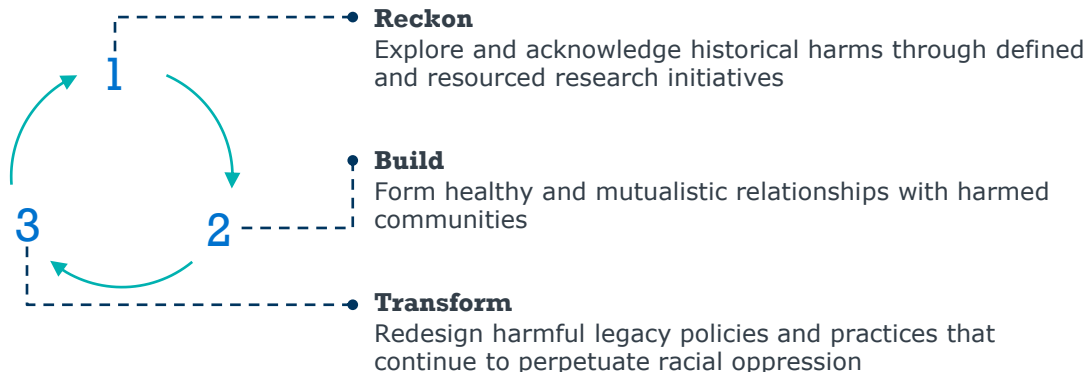 1
Reckon
Explore and acknowledge historical harms through defined
and resourced research initiatives
Build
Form healthy and mutualistic relationships with harmed
communities
2
3
Transform
Redesign harmful legacy policies and practices that
continue to perpetuate racial oppression